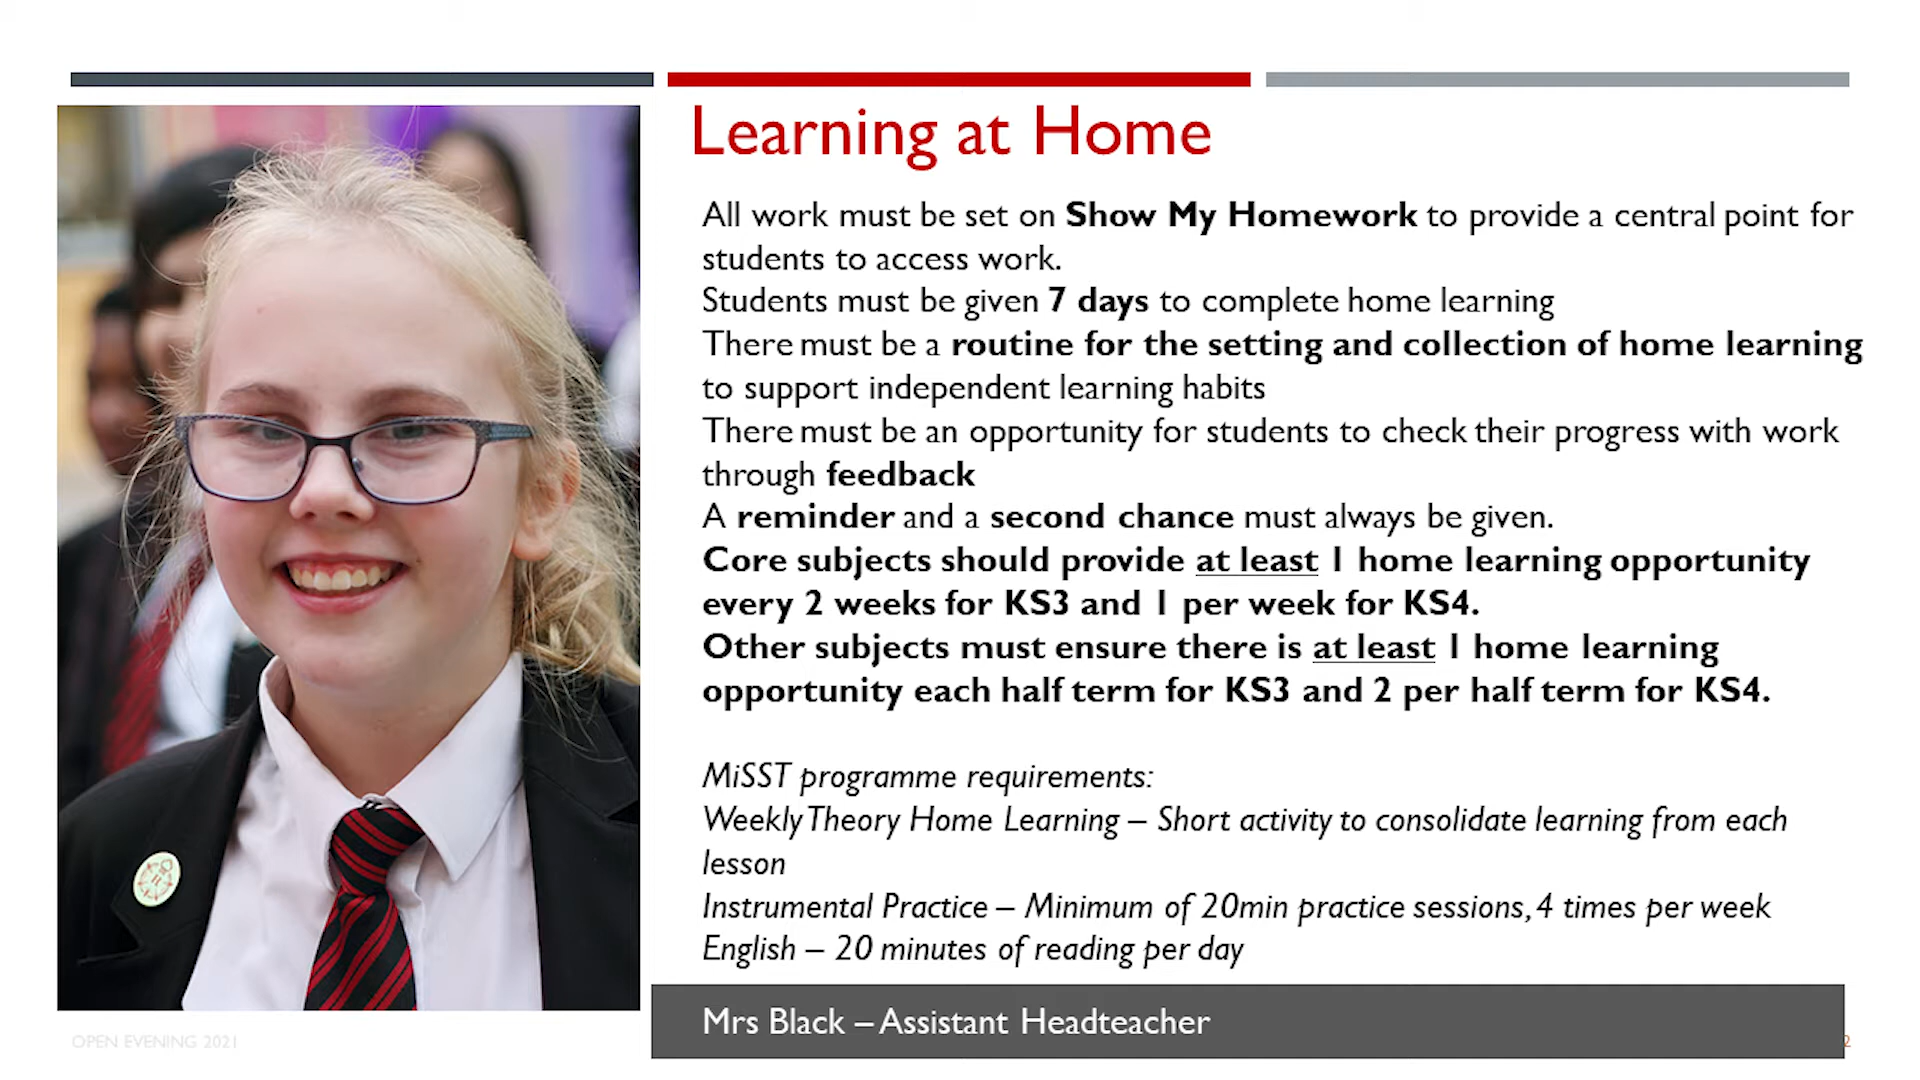 Learning at Home
All work must be set on Show My Homework to provide a central point for
students to access work.
Students must be given 7 days to complete home learning
There must be a routine for the setting and collection of home learning
to support independent learning habits
There must be an opportunity for students to check their progress with work
through feedback
A reminder and a second chance must always be given.
Core subjects should provide at least 1 home learning opportunity
every 2 weeks for KS3 and 1 per week for KS4.
Other subjects must ensure there is at least 1 home learning
opportunity each half term for KS3 and 2 per half term for KS4.
MiSST programme requirements:
Weekly Theory Home Learning – Short activity to consolidate learning from each
lesson
Instrumental Practice – Minimum of 20min practice sessions, 4 times per week
English – 20 minutes of reading per day
Mrs Black – Assistant Headteacher
OPEN EVENING 2021
2